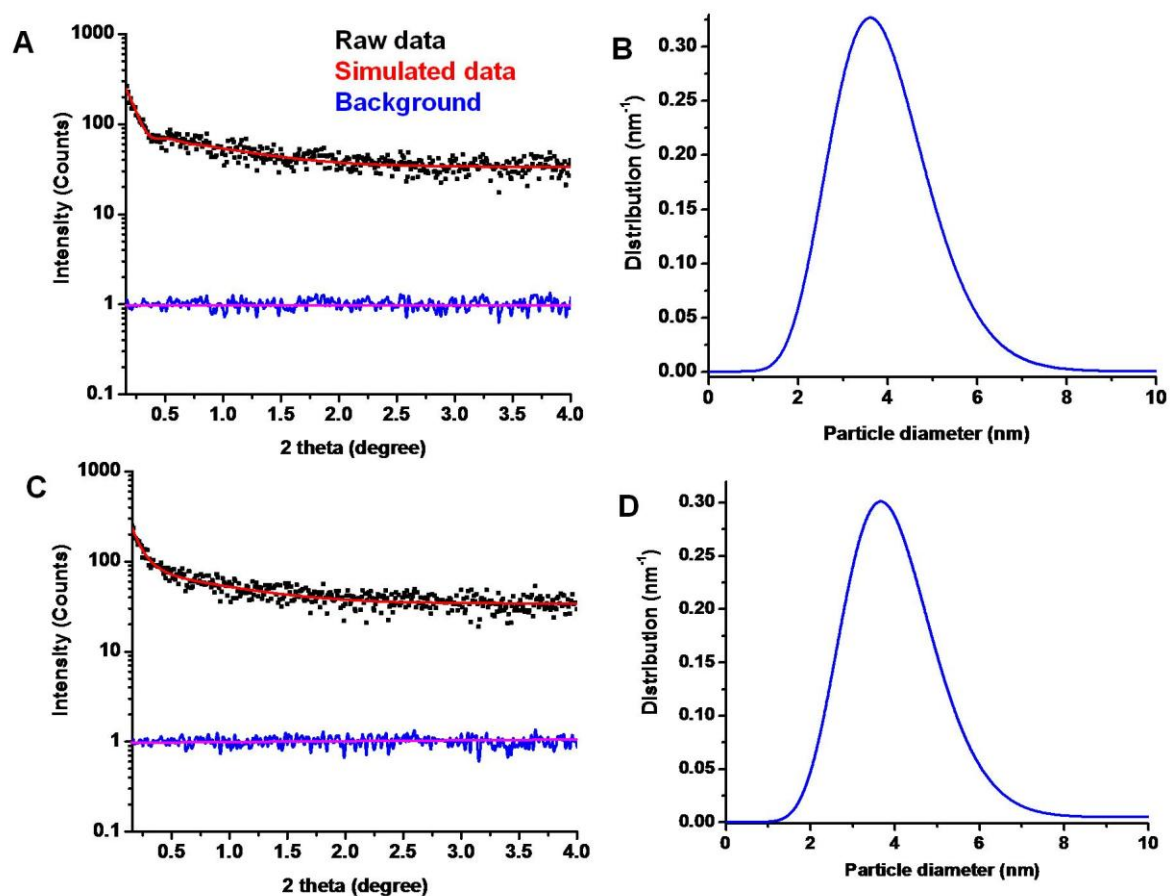 A
1000
100
10
1
0.1
Intensity (Counts)
Raw data
Simulated data
Background
0.5 1.0 1.5 2.0 2.5 3.0 3.5 4.0
2 theta (degree)
B
0.30
0.25
0.20
0.15
0.10
0.05
0.00
Distribution (nm-1)
0 2 4 6 8 10
Particle diameter (nm)
C
1000
100
10
1
0.1
Intensity (Counts)
0.5 1.0 1.5 2.0 2.5 3.0 3.5 4.0
2 theta (degree)
D
0.30
0.25
0.20
0.15
0.10
0.05
0.00
Distribution (nm-1)
0 2 4 6 8 10
Particle diameter (nm)